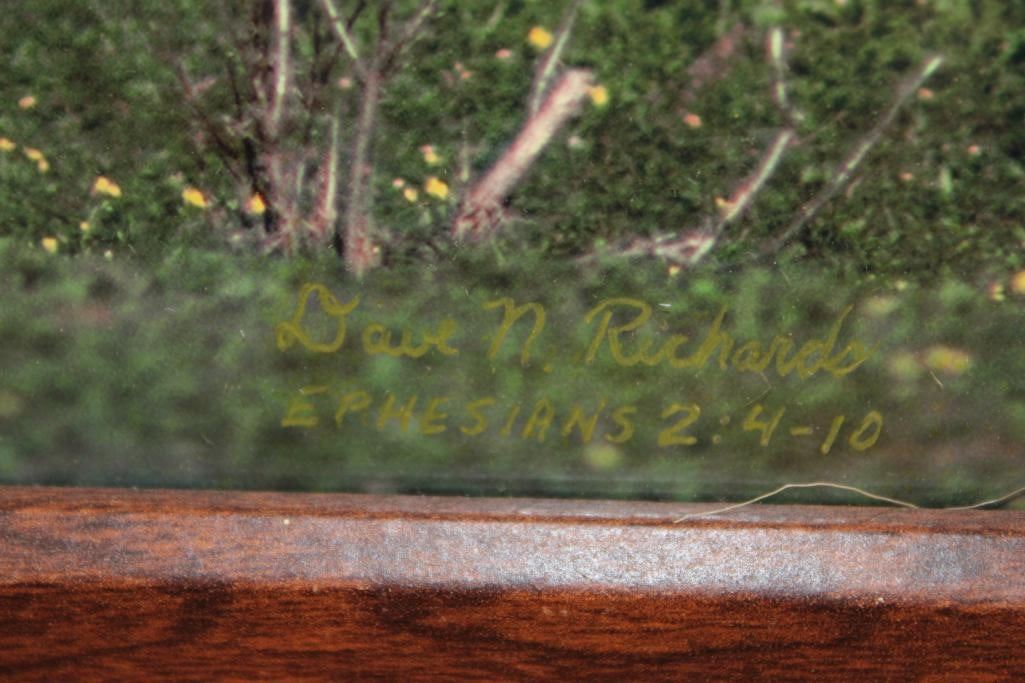 Dave N. Richards
EPHESIANS 2:4-10